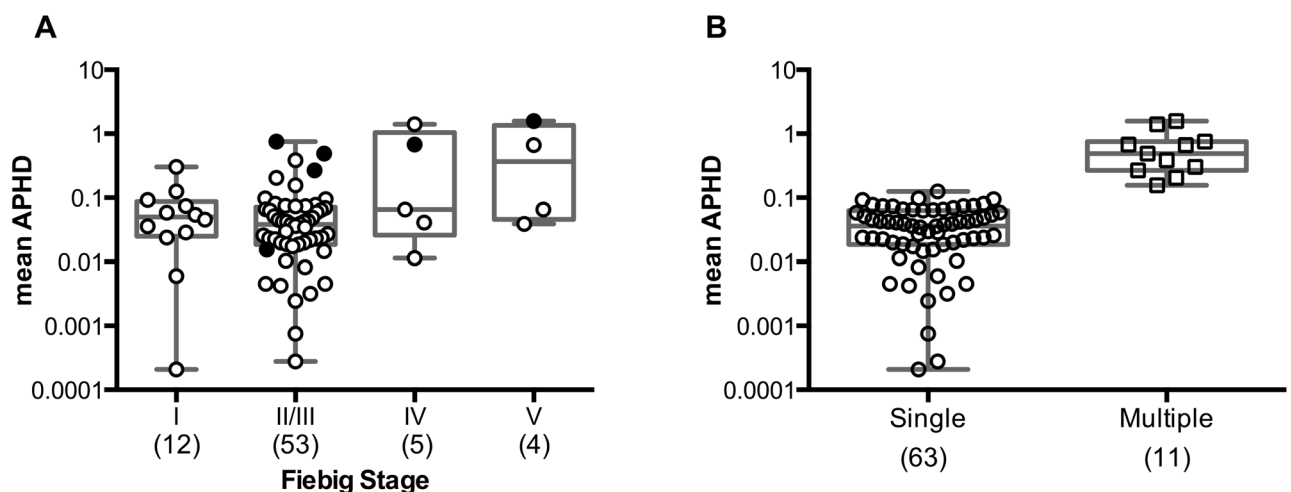 A
mean APHD
10
1
0.1
0.01
0.001
0.0001
I
II/III
IV
V
(12)
(53)
(5)
(4)
Fiebig Stage
B
mean APHD
10
1
0.1
0.01
0.001
0.0001
Single
Multiple
(63)
(11)